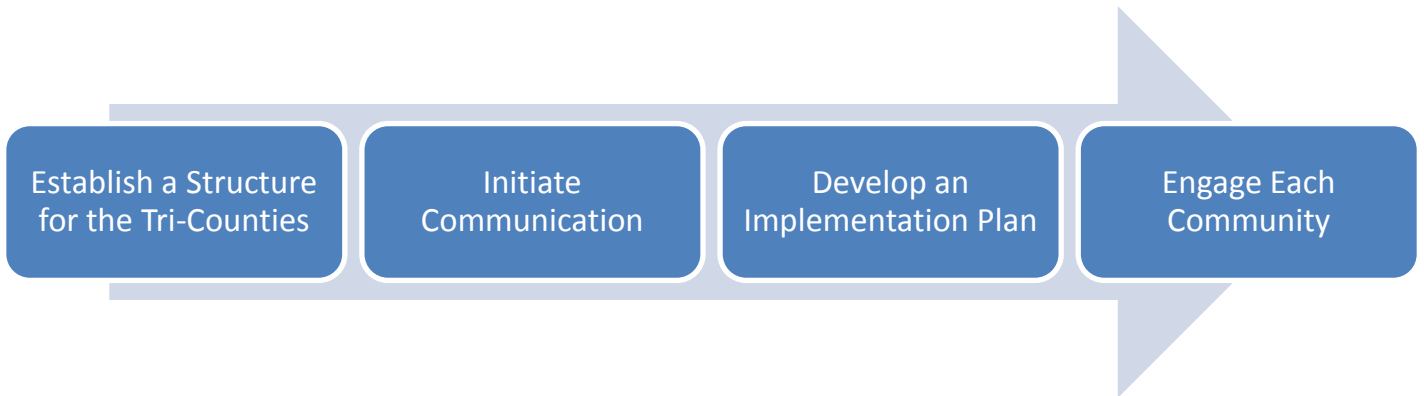 Establish a Structure
for the Tri-Counties
Initiate
Communication
Develop an
Implementation Plan
Engage Each
Community